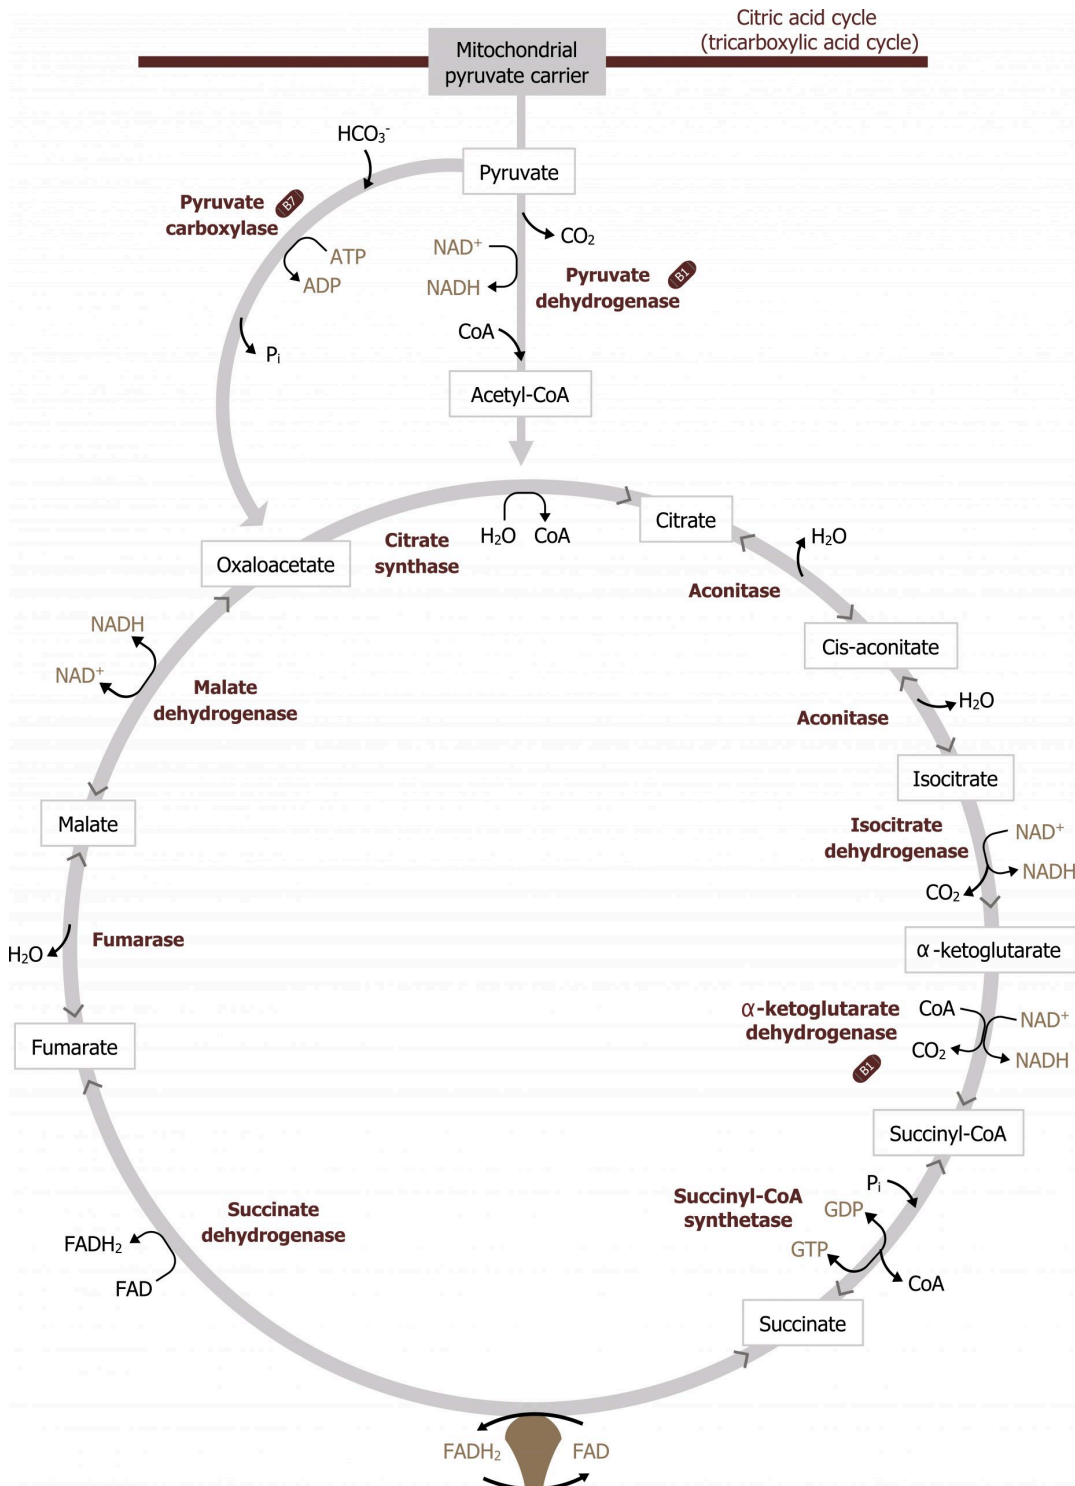 Citric acid cycle
(tricarboxylic acid cycle)
Mitochondrial
pyruvate carrier
HCO₃⁻
Pyruvate
Pyruvate
carboxylase
B7
ATP
ADP
Pᵢ
CO₂
NAD⁺
NADH
Pyruvate
dehydrogenase
B1
CoA
Acetyl-CoA
H₂O
CoA
Citrate
synthase
Citrate
Oxaloacetate
H₂O
Aconitase
Cis-aconitate
NADH
NAD⁺
Malate
dehydrogenase
H₂O
Aconitase
Isocitrate
Malate
Isocitrate
dehydrogenase
NAD⁺
NADH
CO₂
Fumarase
H₂O
α-ketoglutarate
α-ketoglutarate
dehydrogenase
B1
CoA
CO₂
NAD⁺
NADH
Fumarate
Succinyl-CoA
Succinyl-CoA
synthetase
Pᵢ
GDP
GTP
CoA
Succinate
dehydrogenase
FADH₂
FAD
Succinate
FADH₂
FAD